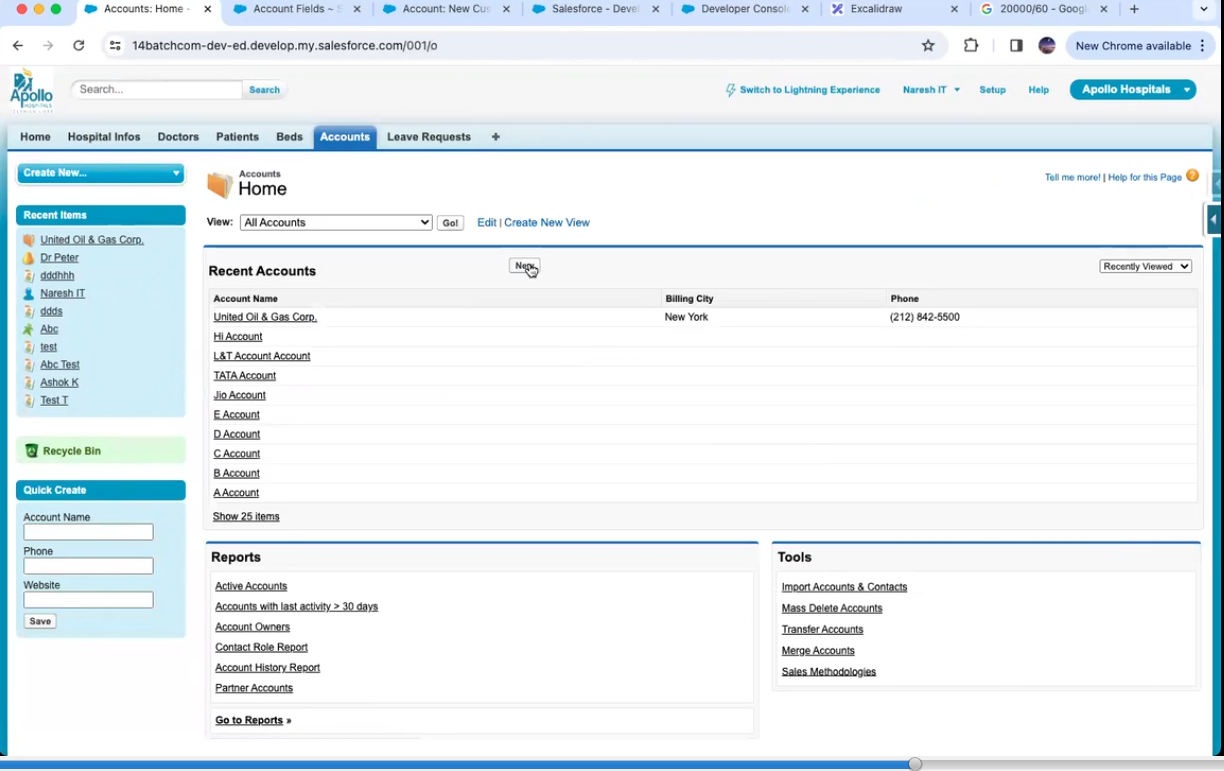 Accounts: Home - Account Fields ~ S Account: New Cus Salesforce - Devel Developer Consol Excalidraw 20000/60 - Googl
14batchcom-dev-ed.develop.my.salesforce.com/001/o New Chrome available
Apollo
HOSPITALS
Search... Search Switch to Lightning Experience Naresh IT Setup Help Apollo Hospitals
Home Hospital Infos Doctors Patients Beds Accounts Leave Requests +
Create New...
Accounts
Home
Tell me more! | Help for this Page
Recent Items
United Oil & Gas Corp.
Dr Peter
dddhhh
Naresh IT
ddds
Abc
test
Abc Test
Ashok K
Test T
Recycle Bin
Quick Create
Account Name
Phone
Website
Save
View: All Accounts Go! Edit | Create New View
Recent Accounts New Recently Viewed
Account Name Billing City Phone
United Oil & Gas Corp. New York (212) 842-5500
Hi Account
L&T Account Account
TATA Account
Jio Account
E Account
D Account
C Account
B Account
A Account
Show 25 items
Reports
Active Accounts
Accounts with last activity > 30 days
Account Owners
Contact Role Report
Account History Report
Partner Accounts
Go to Reports »
Tools
Import Accounts & Contacts
Mass Delete Accounts
Transfer Accounts
Merge Accounts
Sales Methodologies